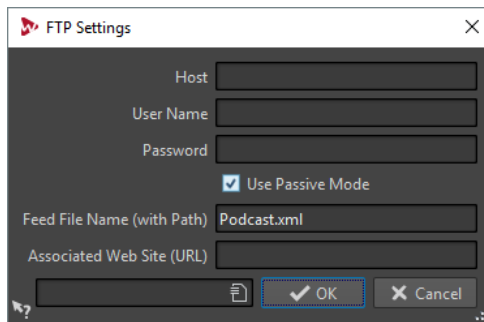 FTP Settings
Host
User Name
Password
Use Passive Mode
Feed File Name (with Path) Podcast.xml
Associated Web Site (URL)
OK Cancel